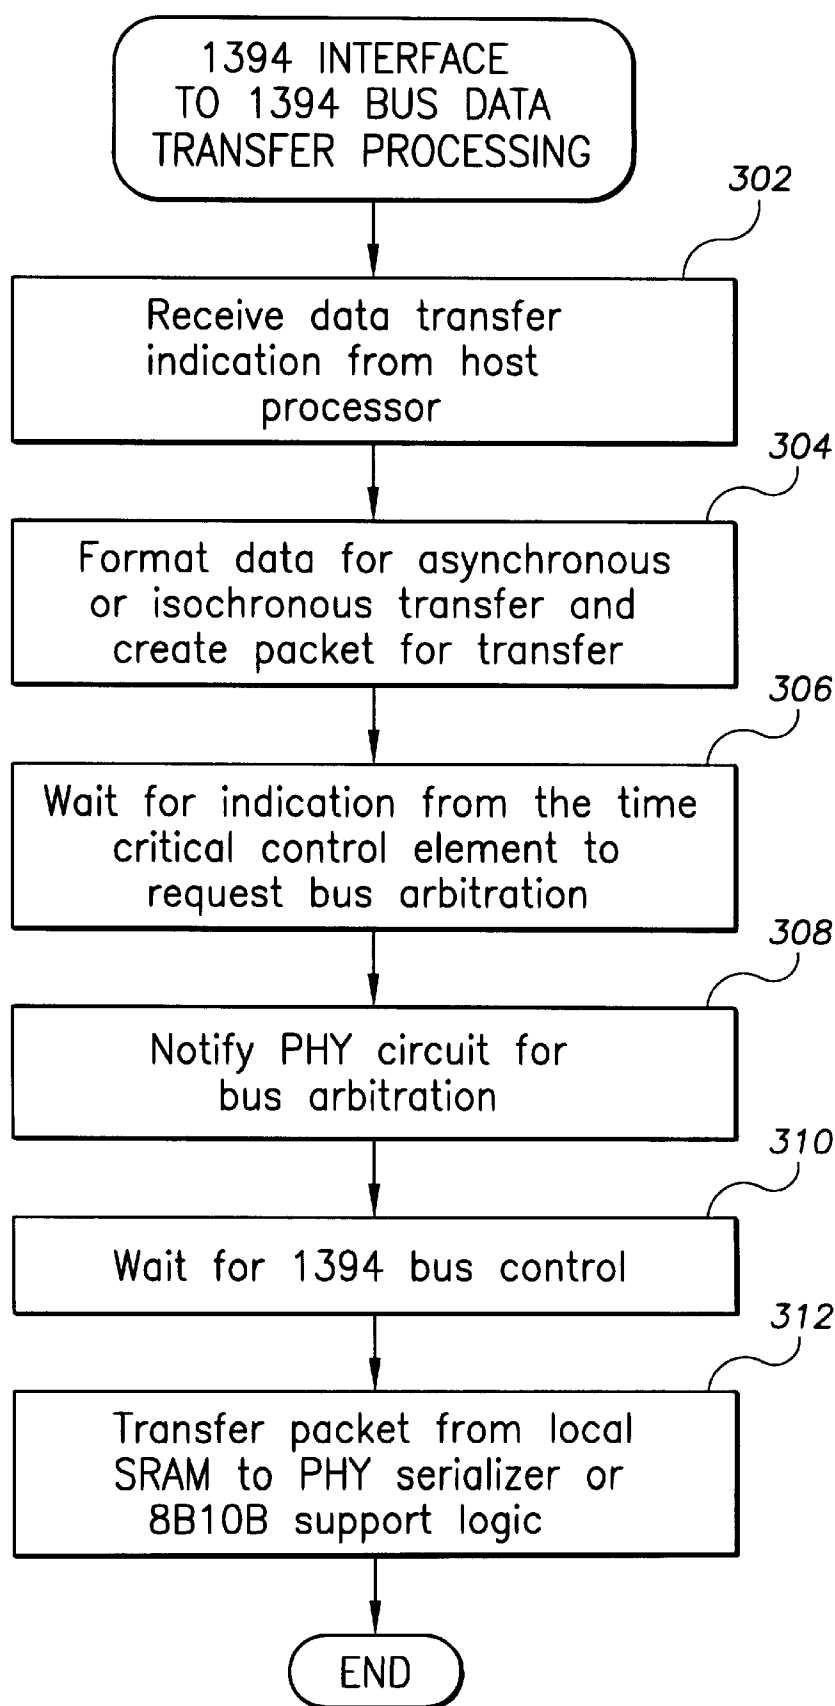 1394 INTERFACE
TO 1394 BUS DATA
TRANSFER PROCESSING
302
Receive data transfer
indication from host
processor
304
Format data for asynchronous
or isochronous transfer and
create packet for transfer
306
Wait for indication from the time
critical control element to
request bus arbitration
308
Notify PHY circuit for
bus arbitration
310
Wait for 1394 bus control
312
Transfer packet from local
SRAM to PHY serializer or
8B10B support logic
END